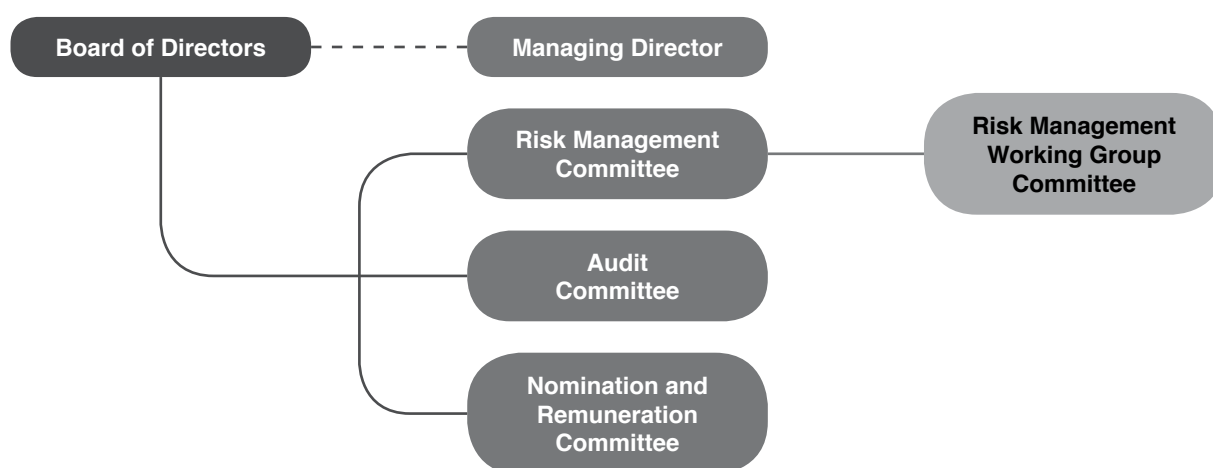 Board of Directors
Managing Director
Risk Management
Committee
Risk Management
Working Group
Committee
Audit
Committee
Nomination and
Remuneration
Committee